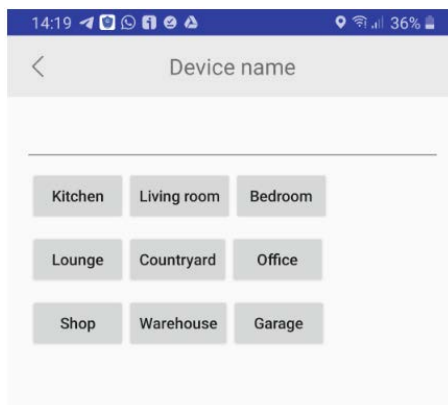 14:19 36%
Device name
Kitchen Living room Bedroom
Lounge Countryard Office
Shop Warehouse Garage